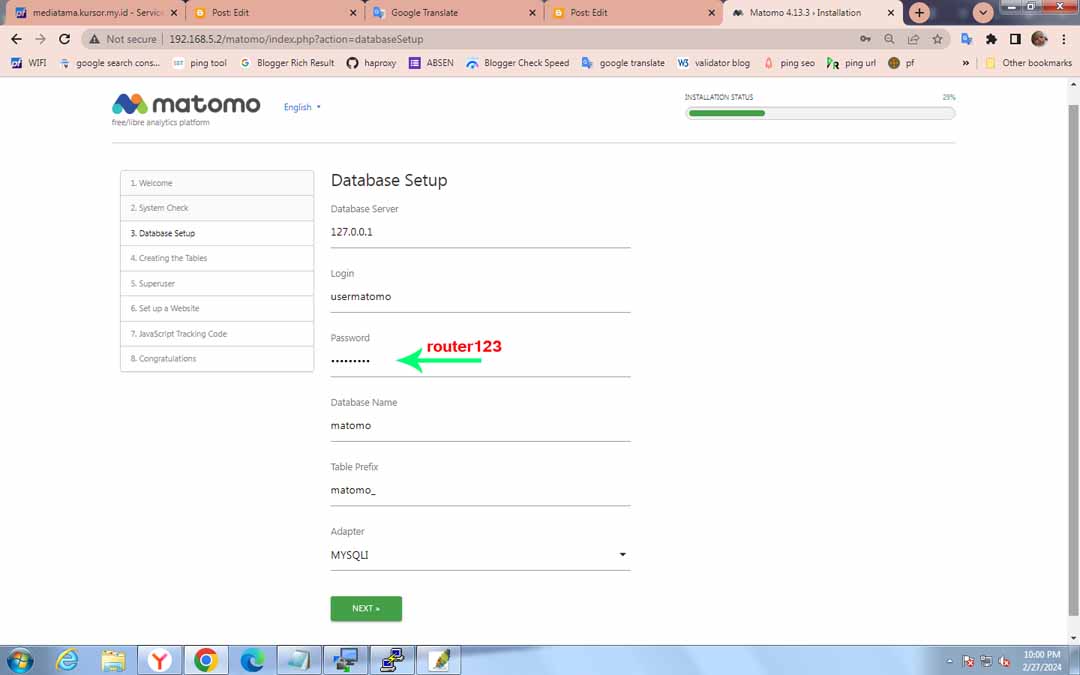 mediatama.kursor.my.id - Service
Post: Edit
Google Translate
Post: Edit
Matomo 4.13.3 › Installation
Not secure
192.168.5.2/matomo/index.php?action=databaseSetup
WIFI
google search cons...
ping tool
Blogger Rich Result
haproxy
ABSEN
Blogger Check Speed
google translate
validator blog
ping seo
ping url
pf
»
Other bookmarks
matomo
free/libre analytics platform
English
INSTALLATION STATUS
28%
1. Welcome
2. System Check
3. Database Setup
4. Creating the Tables
5. Superuser
6. Set up a Website
7. JavaScript Tracking Code
8. Congratulations
Database Setup
Database Server
127.0.0.1
Login
usermatomo
Password
•••••••••
router123
Database Name
matomo
Table Prefix
matomo_
Adapter
MYSQLI
NEXT »
10:00 PM
2/27/2024